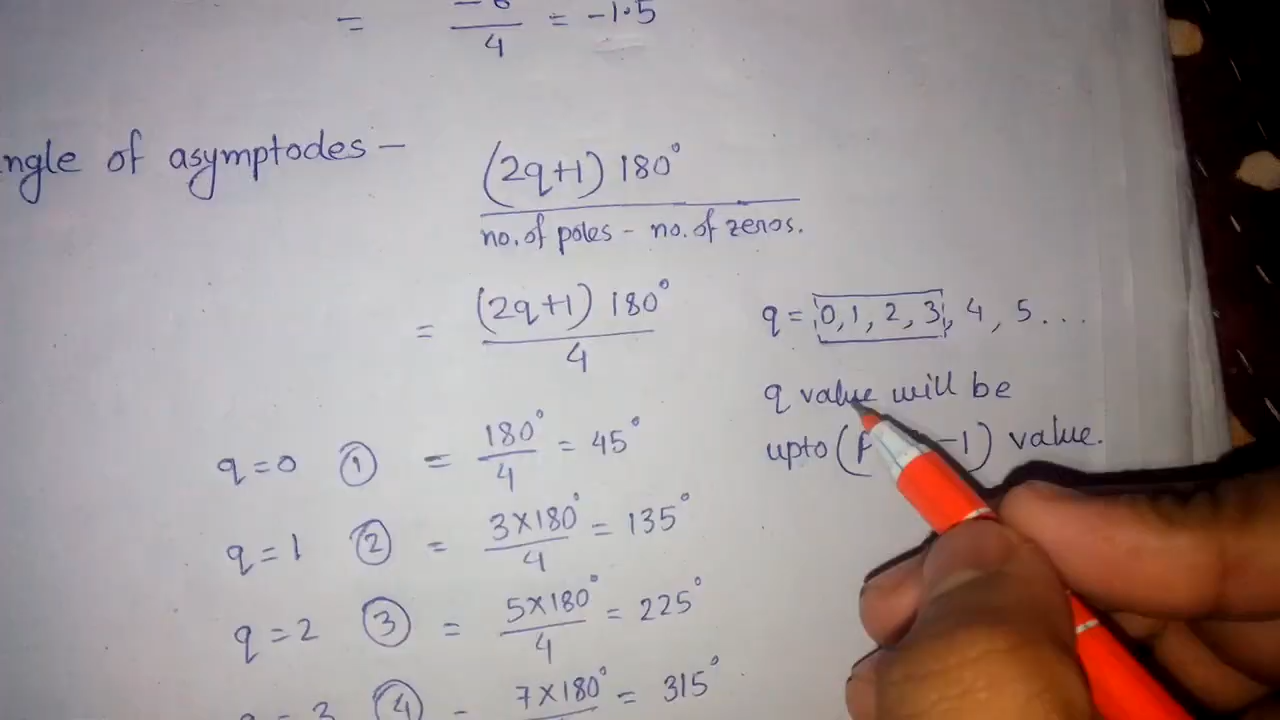 = -6/4 = -1.5
ngle of asymptodes – (2q+1) 180° / no. of poles – no. of zeros.
= (2q+1) 180° / 4
q = 0, 1, 2, 3, 4, 5 ...
q value will be
upto ( -1) value.
q=0 ① = 180°/4 = 45°
q=1 ② = 3×180°/4 = 135°
q=2 ③ = 5×180°/4 = 225°
q=3 ④ = 7×180° = 315°